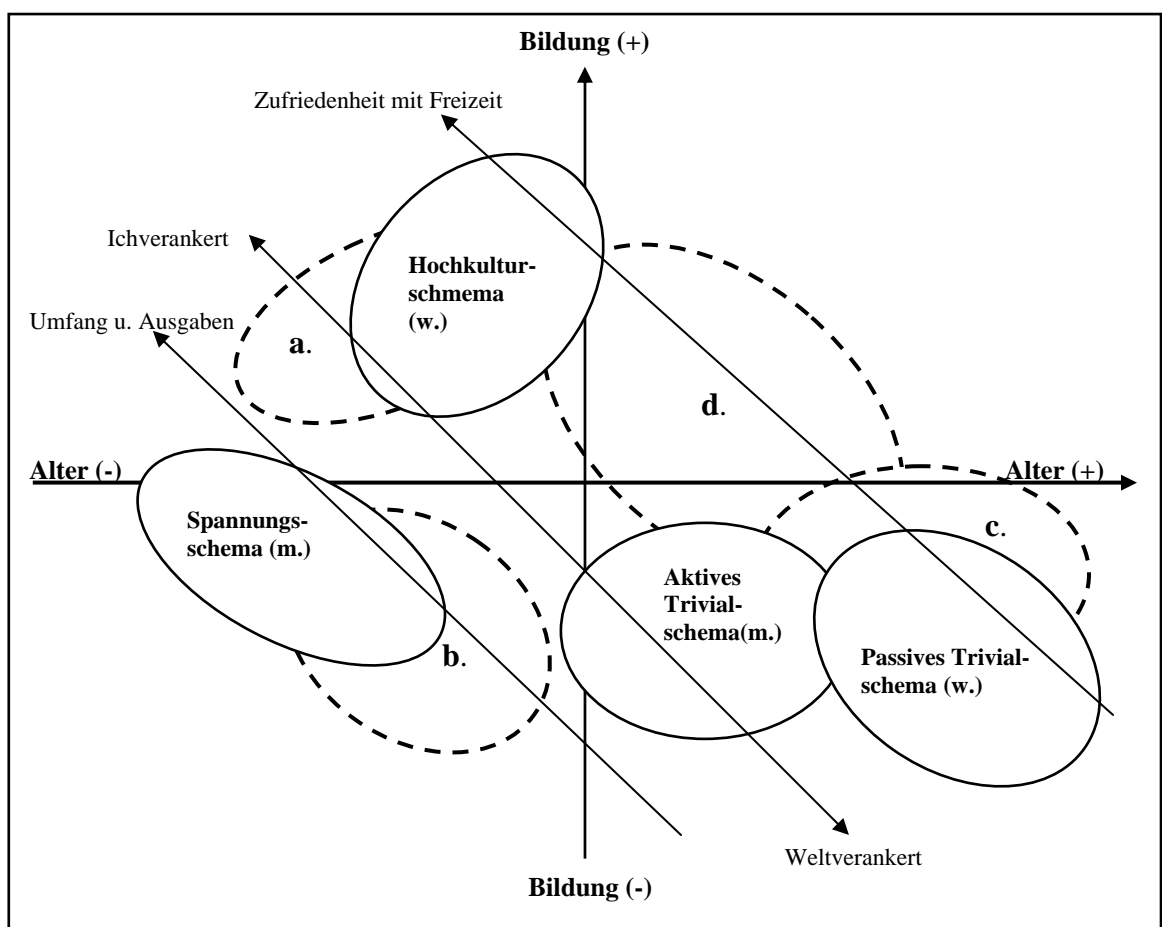 Bildung (+)
Zufriedenheit mit Freizeit
Ichverankert
Umfang u. Ausgaben
Hochkultur-
schmema
(w.)
a.
d.
Alter (-)
Alter (+)
Spannungs-
schema (m.)
c.
Aktives
Trivial-
schema(m.)
b.
Passives Trivial-
schema (w.)
Weltverankert
Bildung (-)